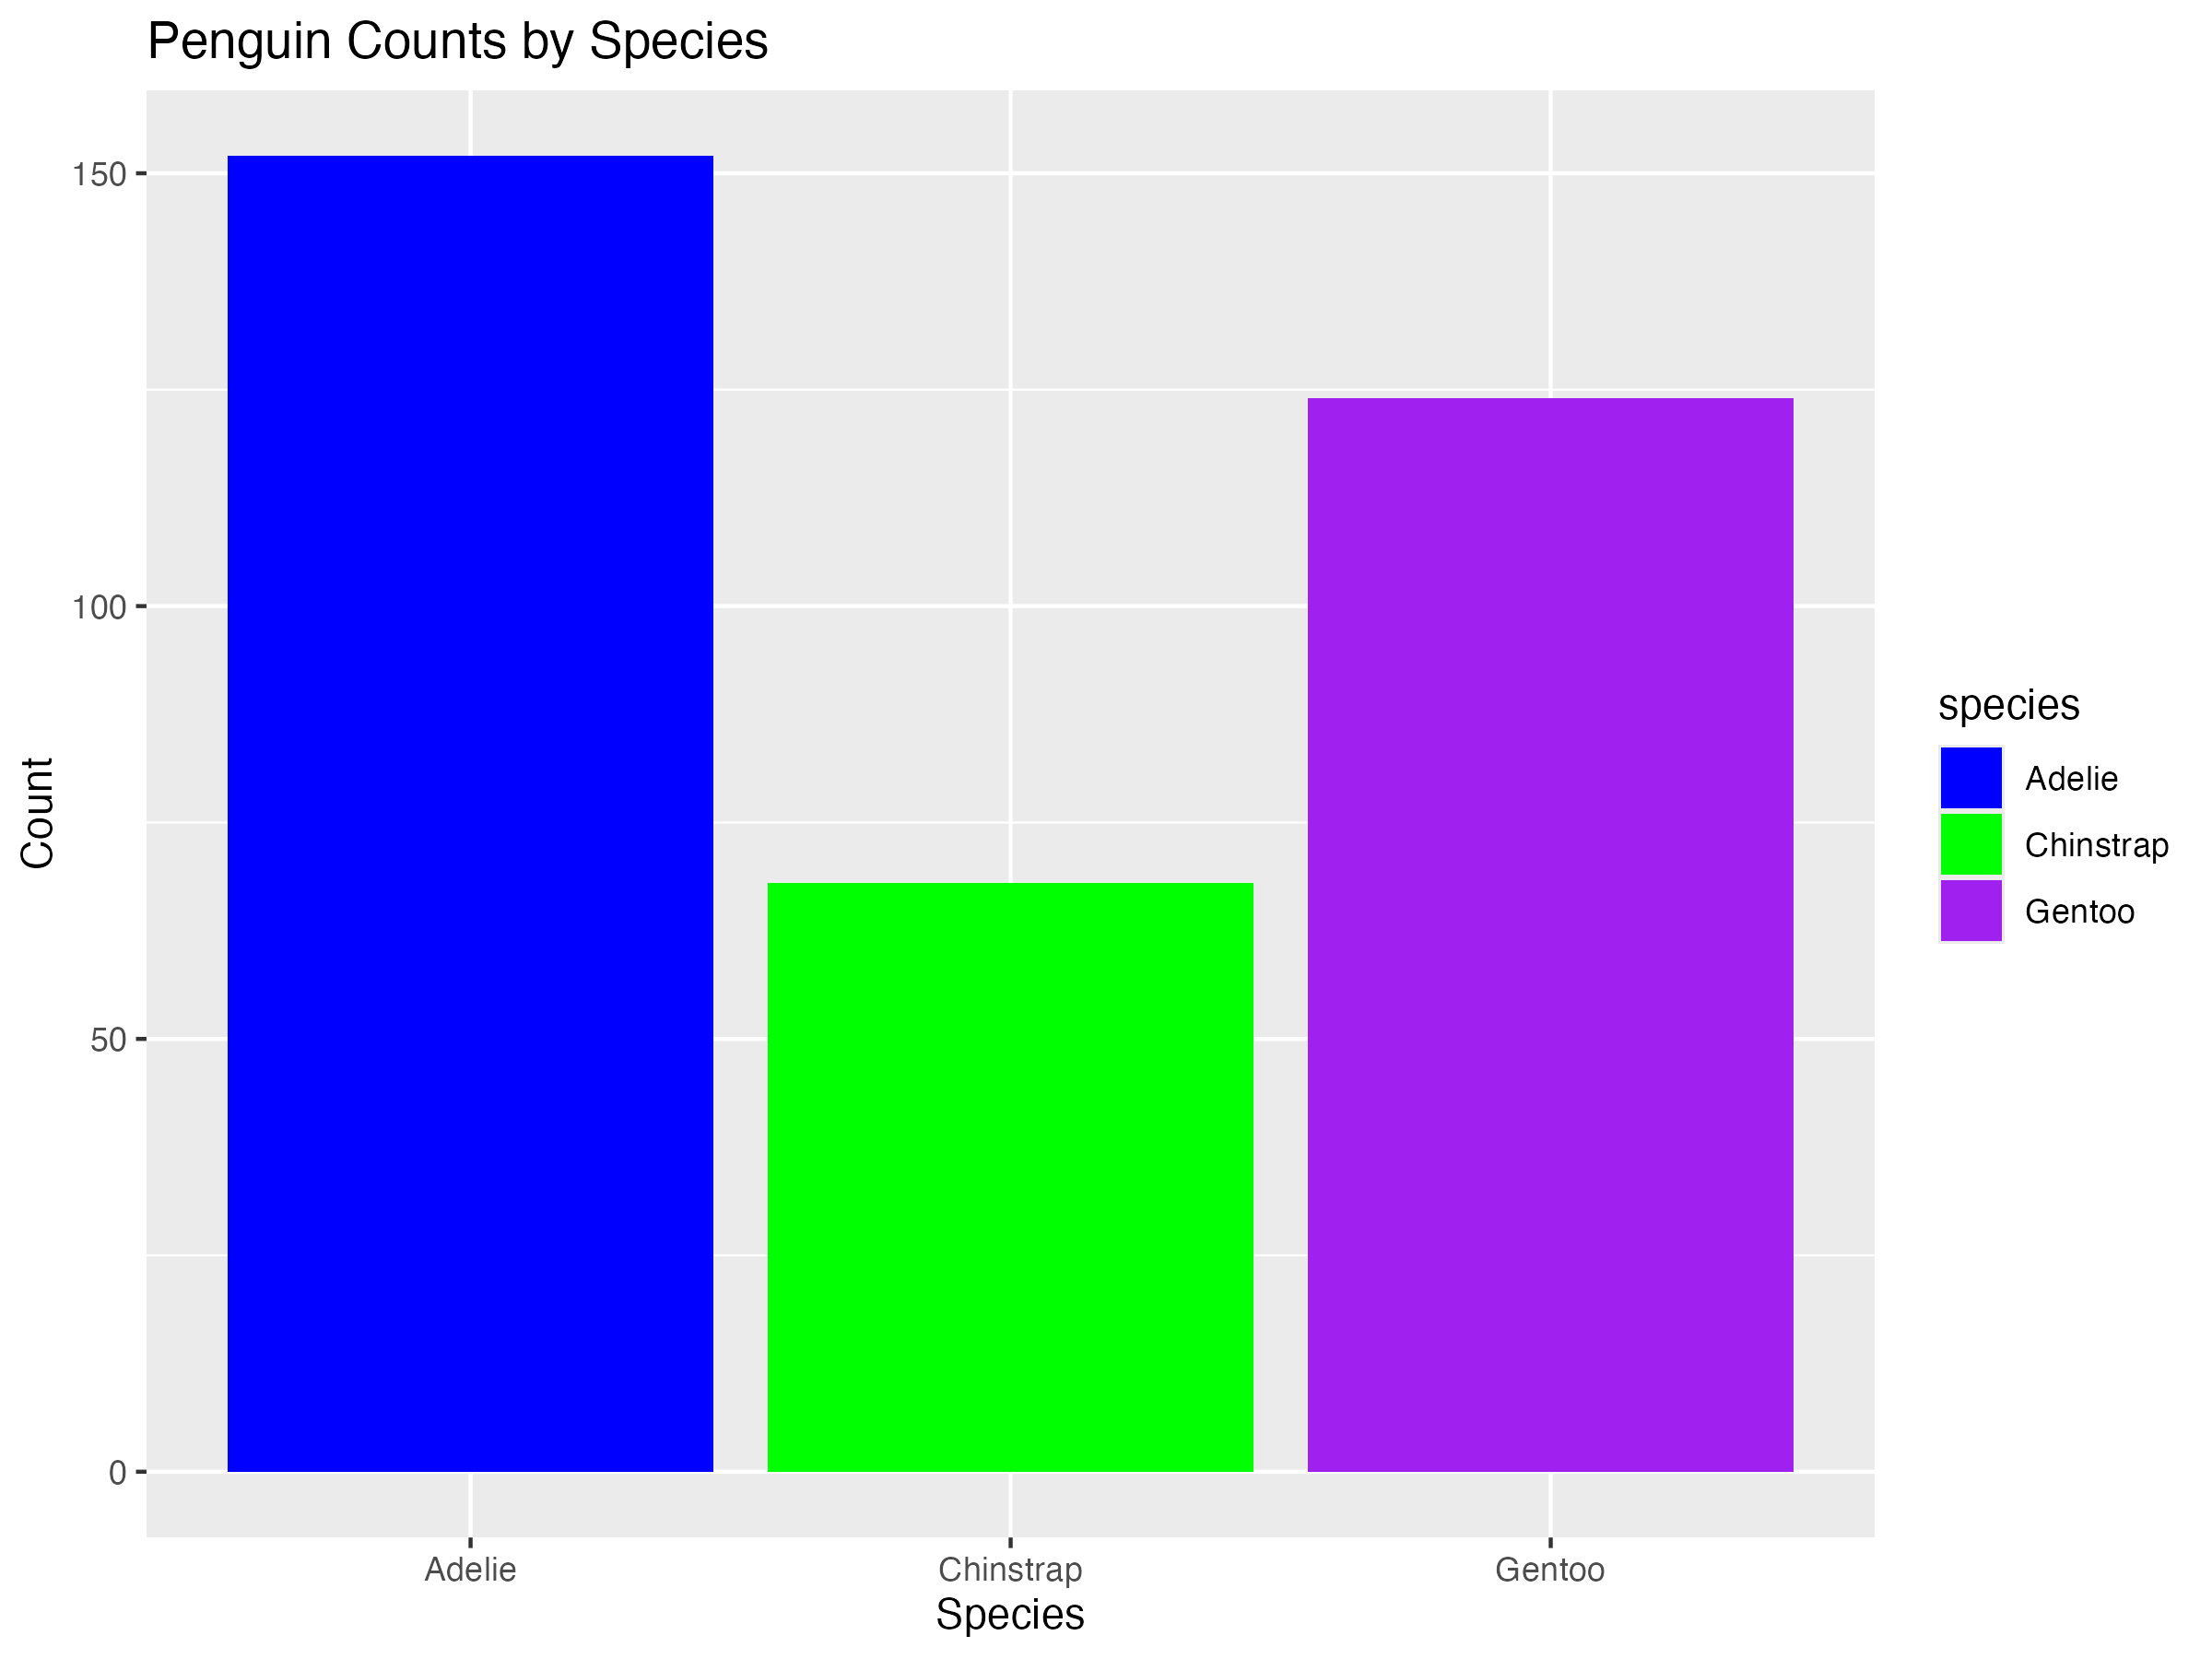 Penguin Counts by Species
150
100
50
0
Count
Adelie
Chinstrap
Gentoo
Species
species
Adelie
Chinstrap
Gentoo